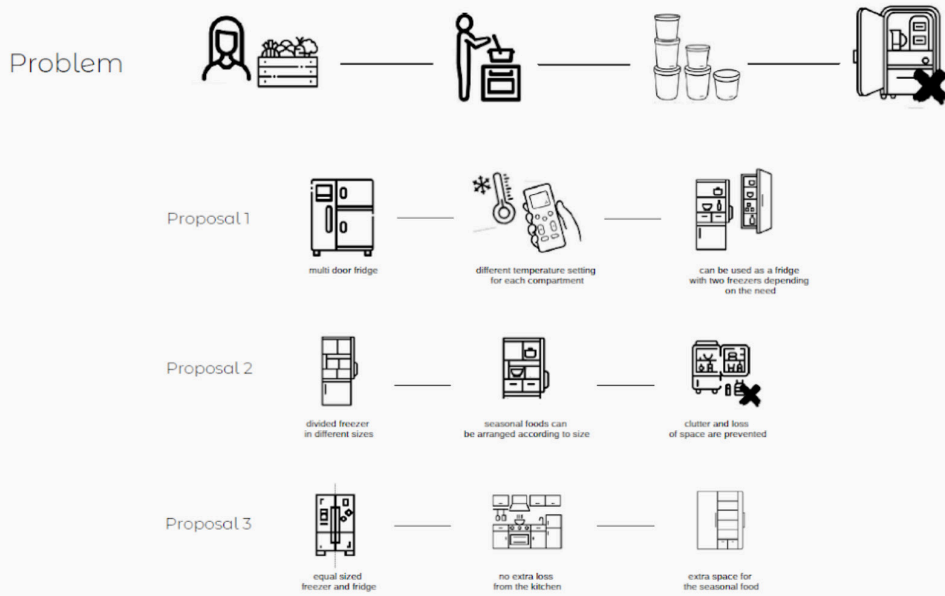 Problem
Proposal 1
multi door fridge
different temperature setting
for each compartment
can be used as a fridge
with two freezers depending
on the need
Proposal 2
divided freezer
in different sizes
seasonal foods can
be arranged according to size
clutter and loss
of space are prevented
Proposal 3
equal sized
freezer and fridge
no extra loss
from the kitchen
extra space for
the seasonal food